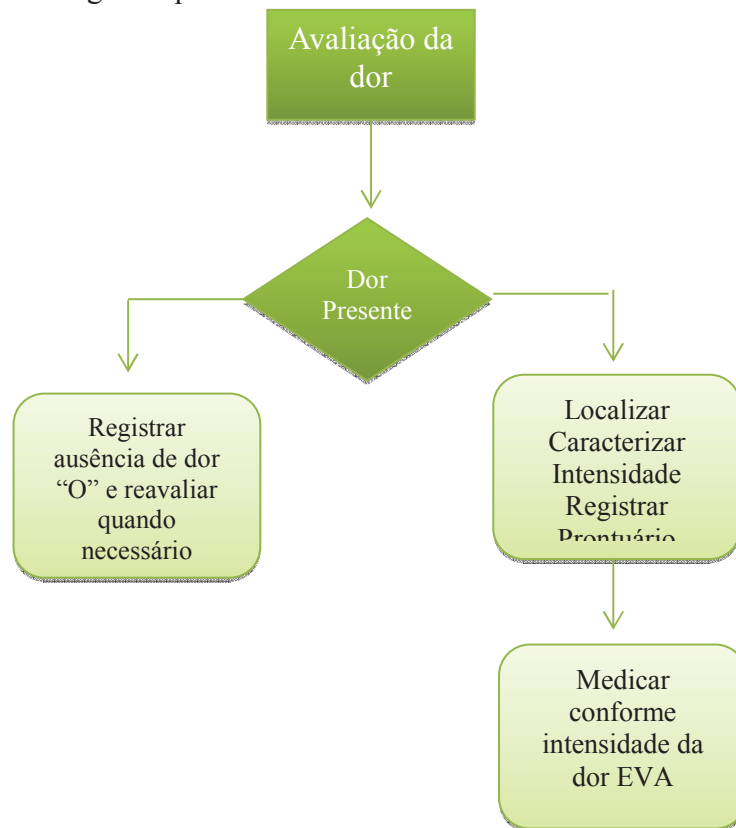 Avaliação da
dor
Dor
Presente
Registrar
ausência de dor
“O” e reavaliar
quando
necessário
Localizar
Caracterizar
Intensidade
Registrar
Prontuário
Medicar
conforme
intensidade da
dor EVA